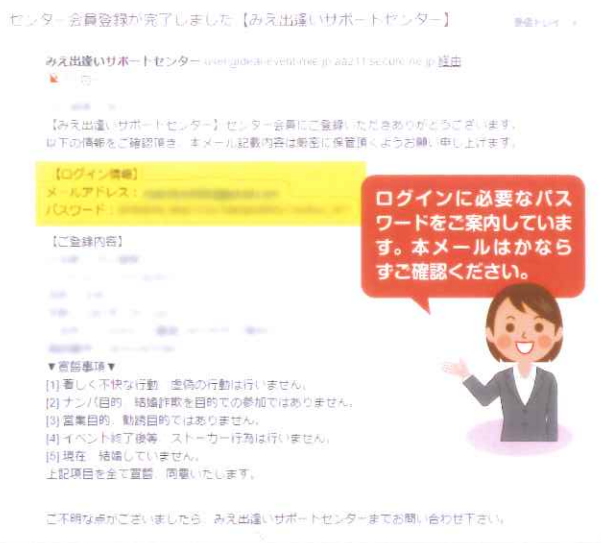 センター会員登録が完了しました【みえ出逢いサポートセンター】
受信トレイ ×
みえ出逢いサポートセンター 経由
【みえ出逢いサポートセンター】センター会員にご登録いただきありがとうございます。
以下の情報をご確認頂き、本メール記載内容は厳密に保管頂くようお願い申し上げます。
【ログイン情報】
メールアドレス：
パスワード：
ログインに必要なパス
ワードをご案内していま
す。本メールはかなら
ずご確認ください。
【ご登録内容】
▼宣誓事項▼
[1] 著しく不快な行動、虚偽の行動は行いません。
[2] ナンパ目的、結婚詐欺を目的での参加ではありません。
[3] 営業目的、勧誘目的ではありません。
[4] イベント終了後等、ストーカー行為は行いません。
[5] 現在、結婚していません。
上記項目を全て宣誓、同意いたします。
ご不明な点がございましたら、みえ出逢いサポートセンターまでお問い合わせ下さい。